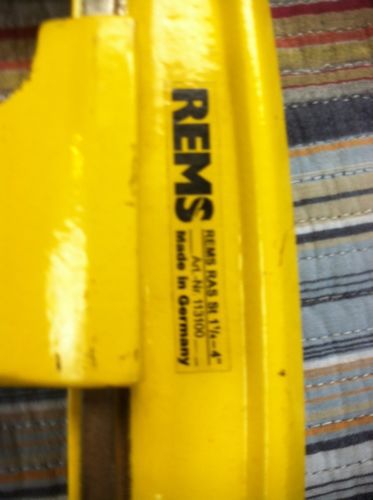 REMS
REMS RAS St 1¼-4"
Art.-Nr. 113100
Made in Germany